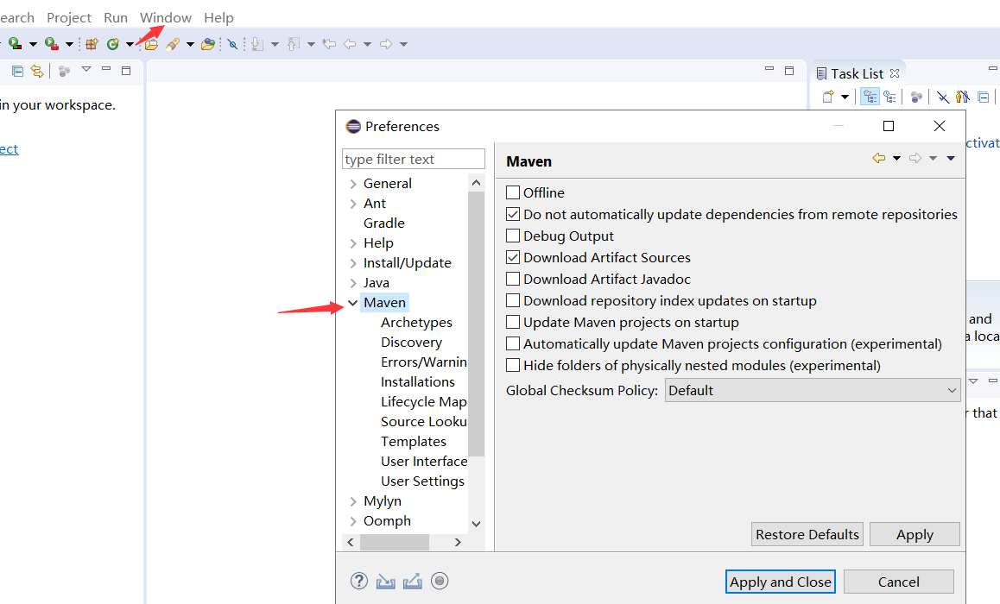 earch Project Run Window Help
Task List
in your workspace.
ect
ctivat
Preferences
type filter text
Maven
General
Ant
Gradle
Help
Install/Update
Java
Maven
Archetypes
Discovery
Errors/Warnin
Installations
Lifecycle Map
Source Looku
Templates
User Interface
User Settings
Mylyn
Oomph
Offline
Do not automatically update dependencies from remote repositories
Debug Output
Download Artifact Sources
Download Artifact Javadoc
Download repository index updates on startup
Update Maven projects on startup
Automatically update Maven projects configuration (experimental)
Hide folders of physically nested modules (experimental)
Global Checksum Policy: Default
and
a loca
r that
Restore Defaults Apply
Apply and Close Cancel